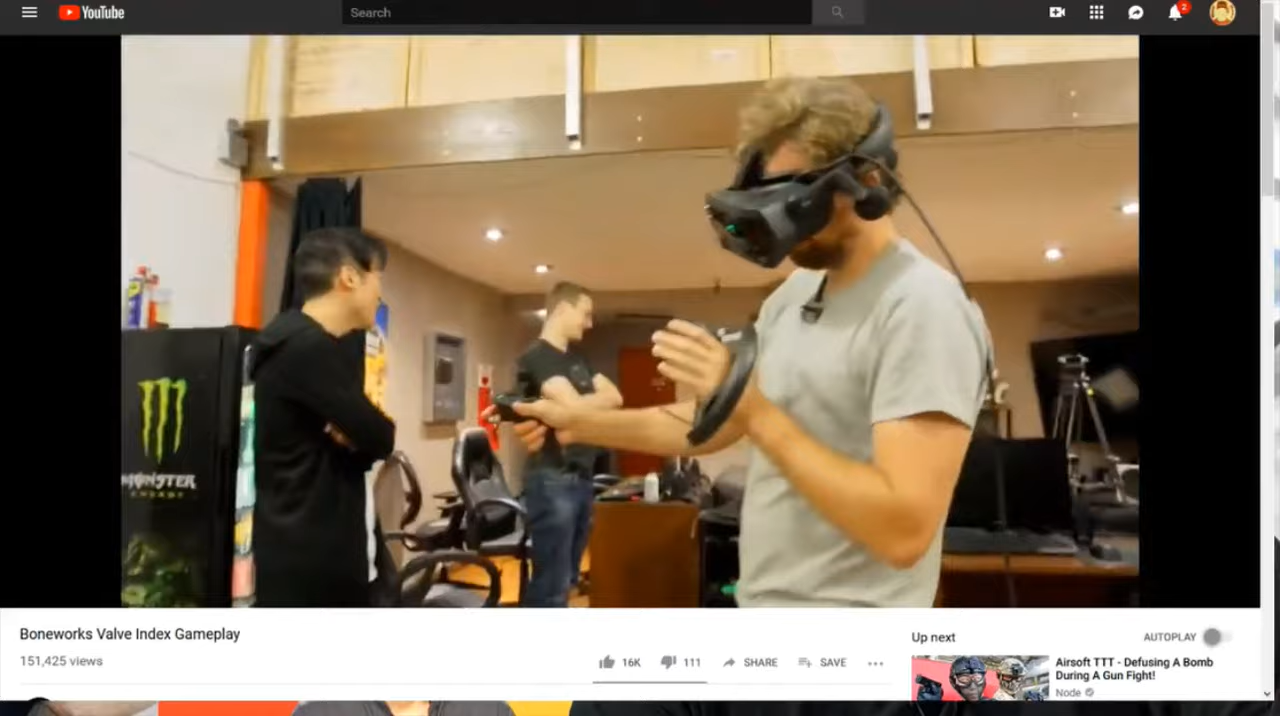 YouTube
Search
2
MONSTER
ENERGY
Boneworks Valve Index Gameplay
151,425 views
16K
111
SHARE
SAVE
Up next
AUTOPLAY
Airsoft TTT - Defusing A Bomb
During A Gun Fight!
Node